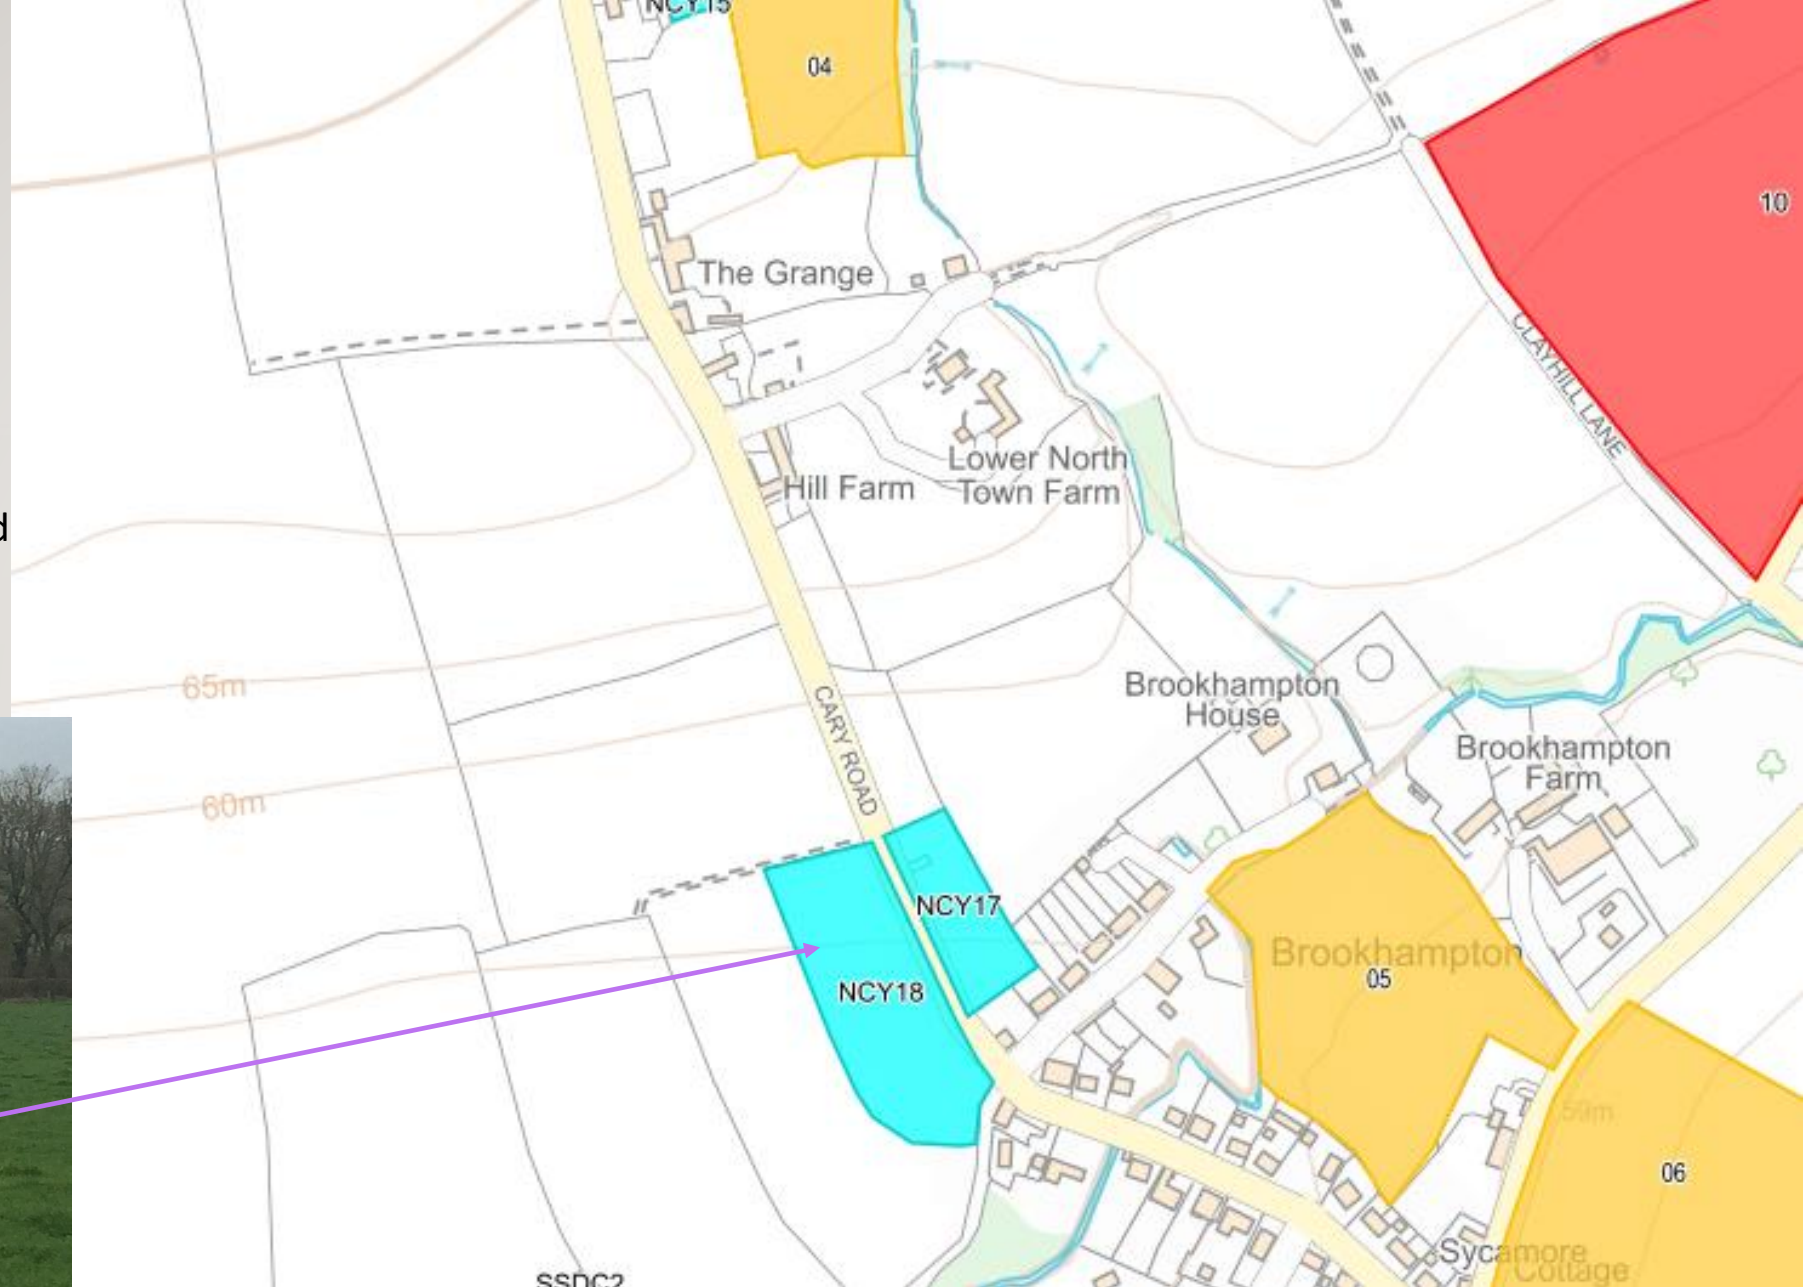 NCY15
04
10
The Grange
CLAYHILL LANE
Lower North
Town Farm
Hill Farm
d
65m
CARY ROAD
Brookhampton
House
Brookhampton
Farm
60m
NCY17
NCY18
Brookhampton
05
59m
06
Sycamore
Cottage
SSDC2